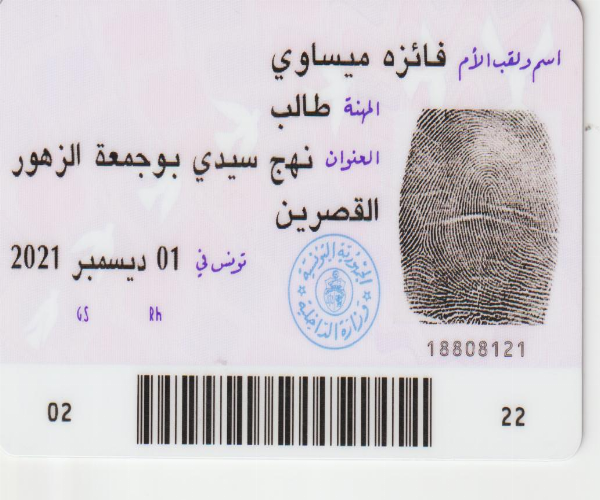 اسم ولقب الأم فائزه ميساوي
المهنة طالب
العنوان نهج سيدي بوجمعة الزهور
القصرين
تونس في 01 ديسمبر 2021
GS Rh
الجمهورية التونسية
وزارة الداخلية
18808121
02 22